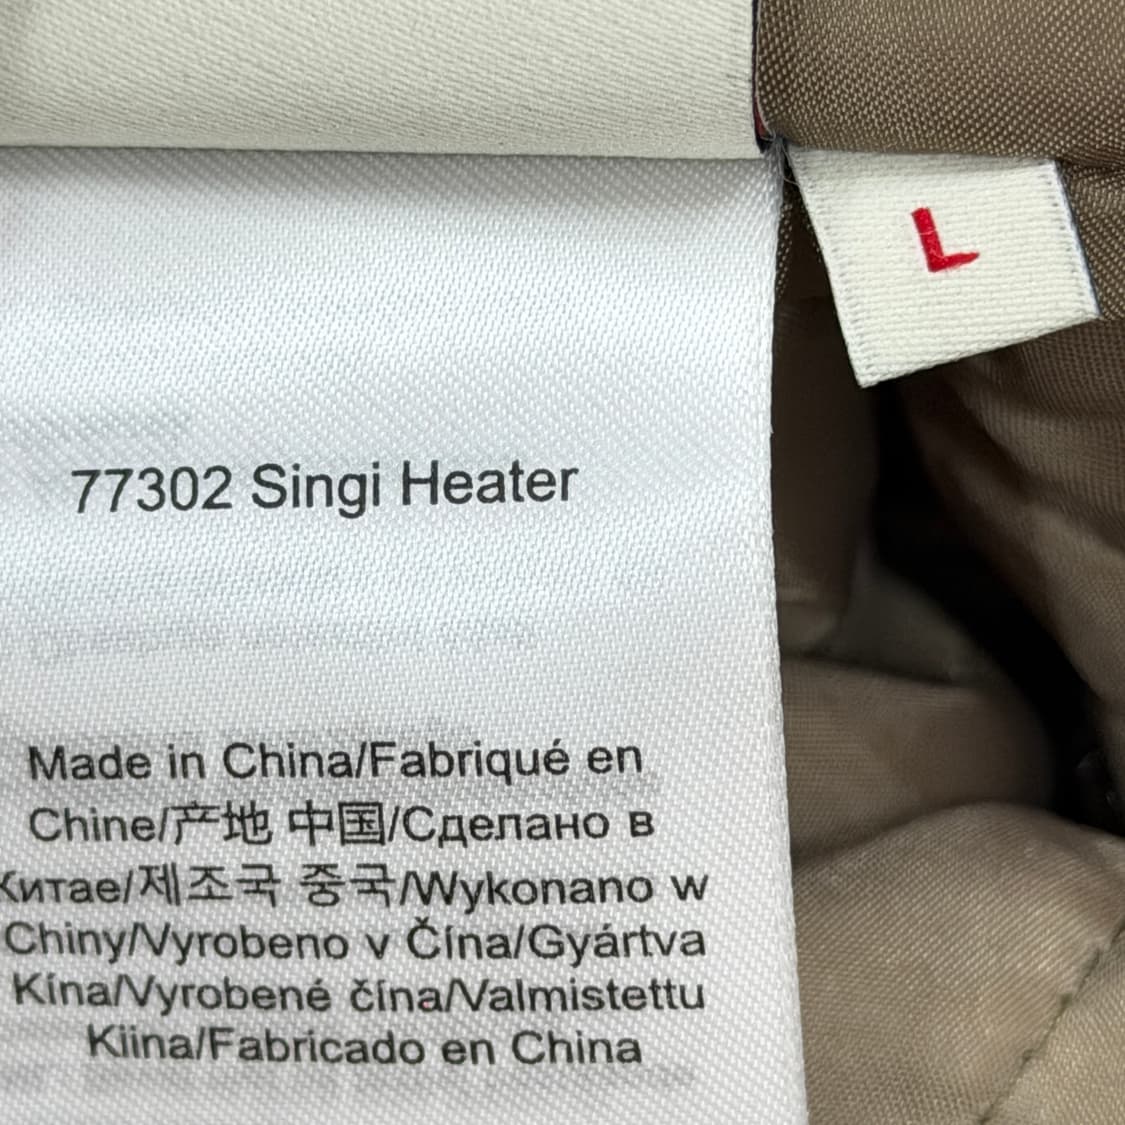 L
77302 Singi Heater
Made in China/Fabriqué en
Chine/产地 中国/Сделано в
Китае/제조국 중국/Wykonano w
Chiny/Vyrobeno v Čína/Gyártva
Kína/Vyrobené čína/Valmistettu
Kiina/Fabricado en China